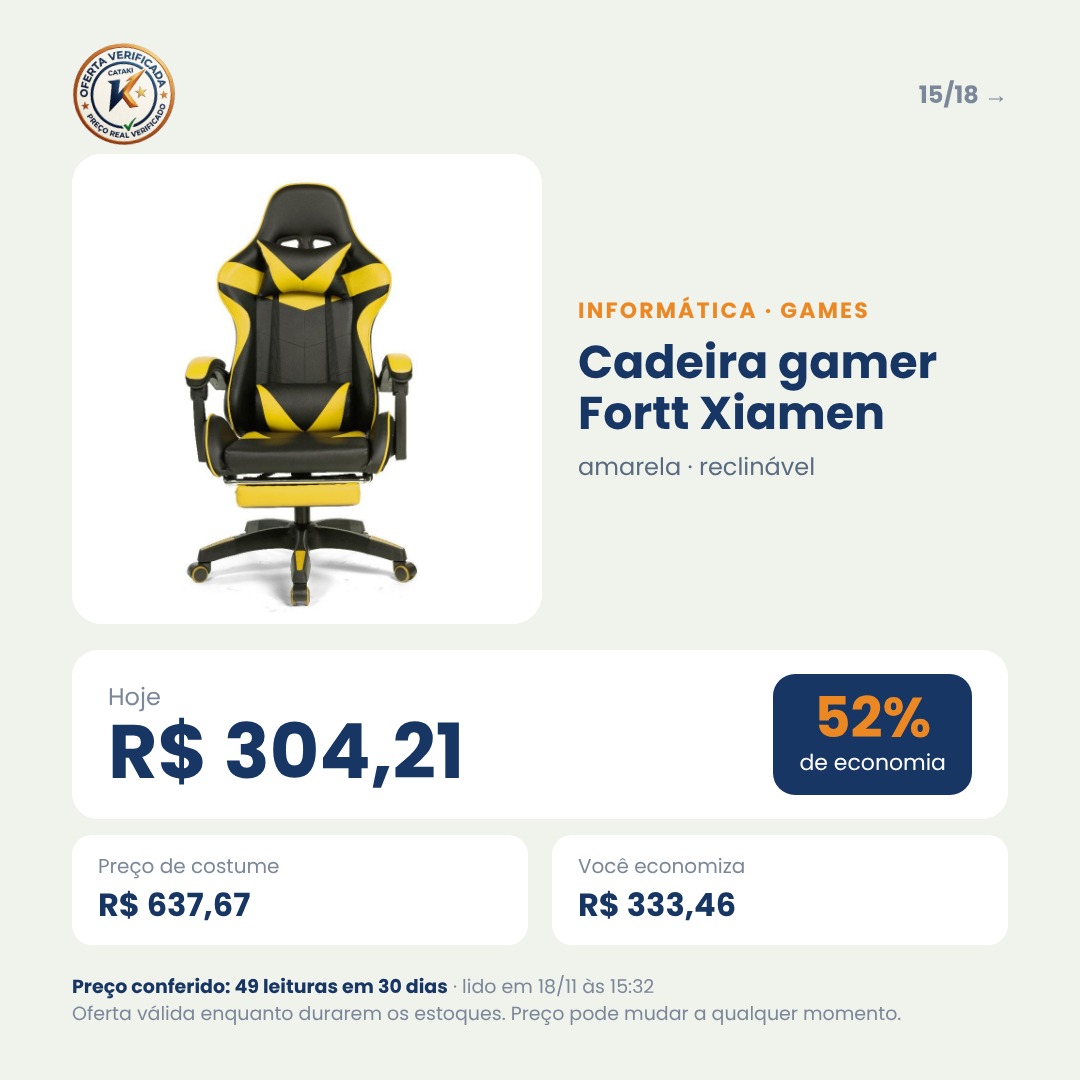 OFERTA VERIFICADA
CATAKI
K
PREÇO REAL VERIFICADO
15/18 →
INFORMÁTICA · GAMES
Cadeira gamer
Fortt Xiamen
amarela · reclinável
Hoje
R$ 304,21
52%
de economia
Preço de costume
R$ 637,67
Você economiza
R$ 333,46
Preço conferido: 49 leituras em 30 dias · lido em 18/11 às 15:32
Oferta válida enquanto durarem os estoques. Preço pode mudar a qualquer momento.